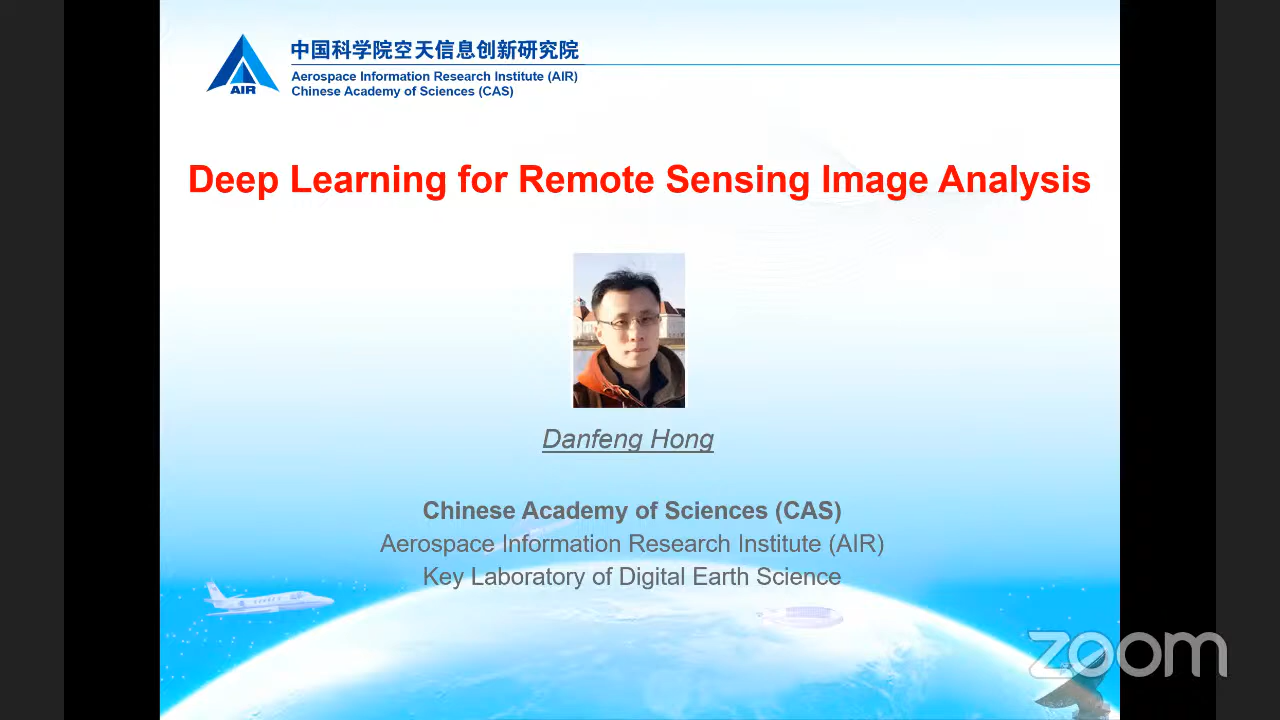 中国科学院空天信息创新研究院
Aerospace Information Research Institute (AIR)
Chinese Academy of Sciences (CAS)
AIR
Deep Learning for Remote Sensing Image Analysis
Danfeng Hong
Chinese Academy of Sciences (CAS)
Aerospace Information Research Institute (AIR)
Key Laboratory of Digital Earth Science
zoom